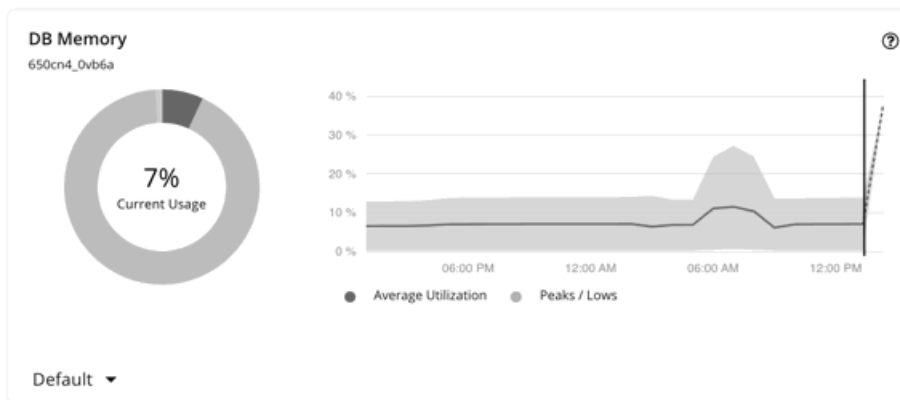 DB Memory
650cn4_0vb6a
7%
Current Usage
40 %
30 %
20 %
10 %
0 %
06:00 PM 12:00 AM 06:00 AM 12:00 PM
Average Utilization Peaks / Lows
Default